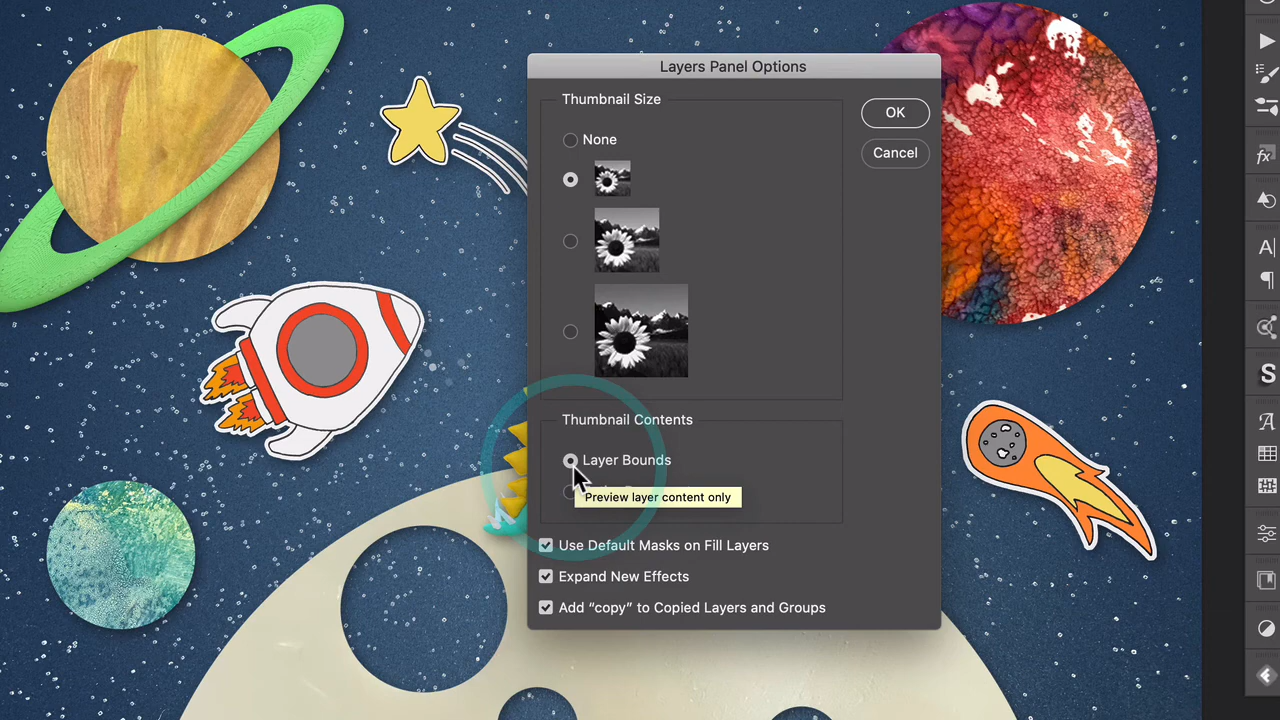 Layers Panel Options
Thumbnail Size
OK
None
Cancel
Thumbnail Contents
Layer Bounds
Preview layer content only
Use Default Masks on Fill Layers
Expand New Effects
Add “copy” to Copied Layers and Groups
fx
A
¶
S
A